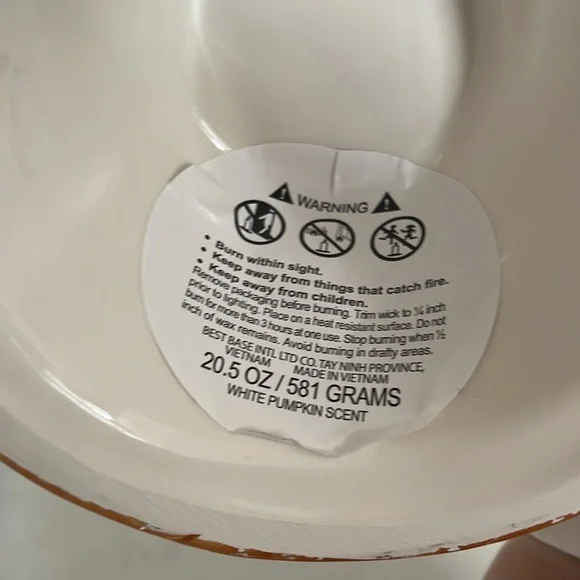 WARNING
• Burn within sight.
• Keep away from things that catch fire.
• Keep away from children.
Remove packaging before burning. Trim wick to ¼ inch
prior to lighting. Place on a heat resistant surface. Do not
burn for more than 3 hours at one use. Stop burning when ½
inch of wax remains. Avoid burning in drafty areas.
BEST BASE INTL LTD CO. TAY NINH PROVINCE,
VIETNAM MADE IN VIETNAM
20.5 OZ / 581 GRAMS
WHITE PUMPKIN SCENT